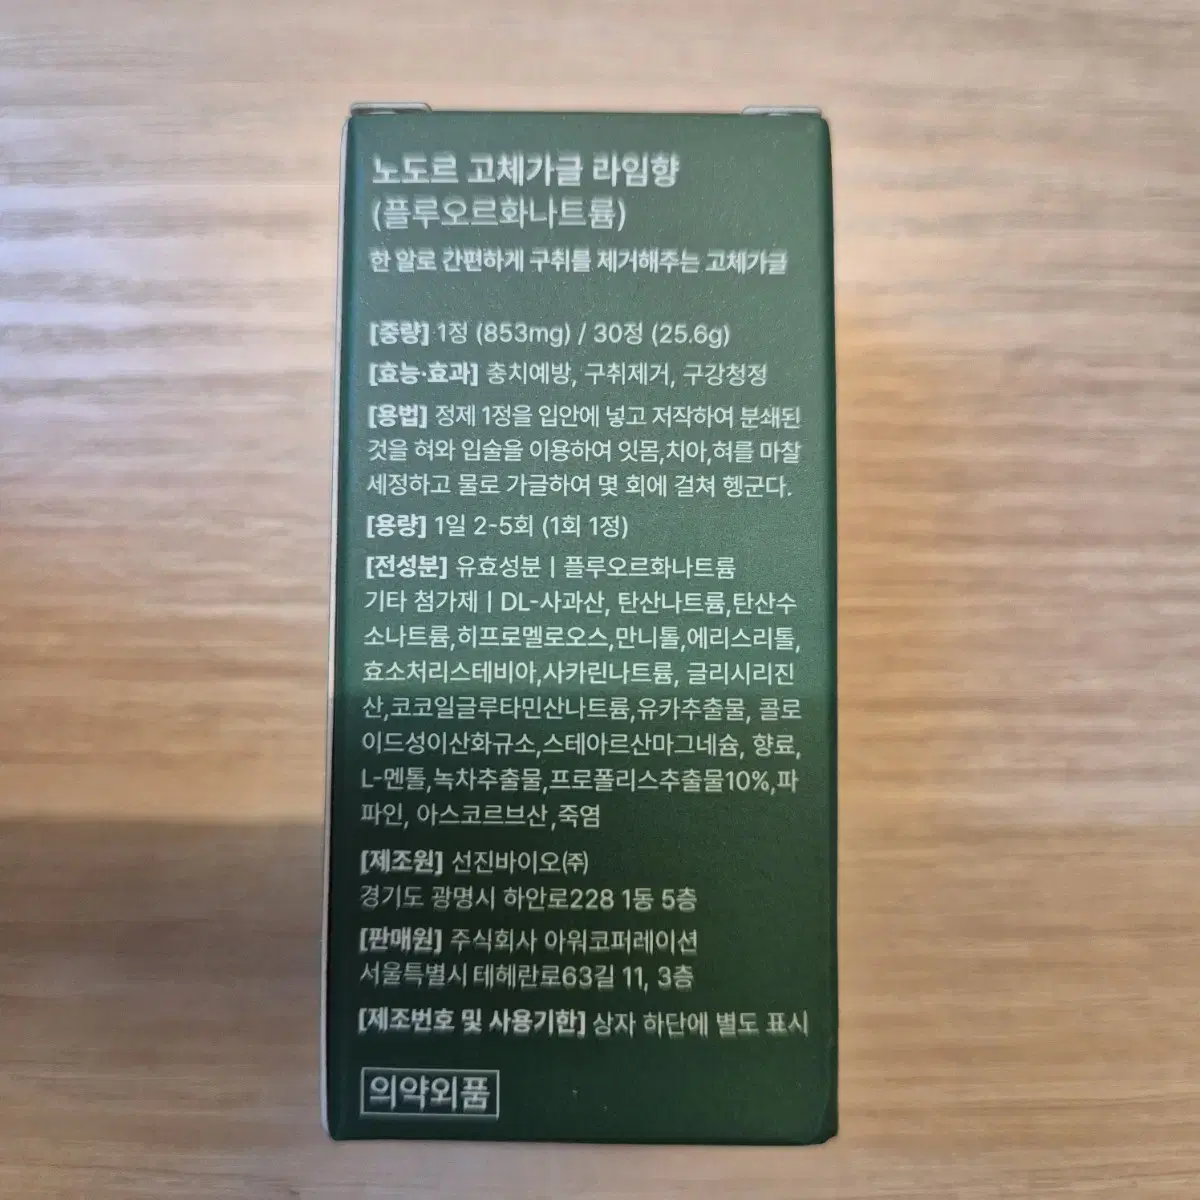 노도르 고체가글 라임향
(플루오르화나트륨)
한 알로 간편하게 구취를 제거해주는 고체가글
[중량] 1정 (853mg) / 30정 (25.6g)
[효능·효과] 충치예방, 구취제거, 구강청정
[용법] 정제 1정을 입안에 넣고 저작하여 분쇄된
것을 혀와 입술을 이용하여 잇몸,치아,혀를 마찰
세정하고 물로 가글하여 몇 회에 걸쳐 헹군다.
[용량] 1일 2-5회 (1회 1정)
[전성분] 유효성분 | 플루오르화나트륨
기타 첨가제 | DL-사과산, 탄산나트륨,탄산수
소나트륨,히프로멜로오스,만니톨,에리스리톨,
효소처리스테비아,사카린나트륨, 글리시리진
산,코코일글루타민산나트륨,유카추출물, 콜로
이드성이산화규소,스테아르산마그네슘, 향료,
L-멘톨,녹차추출물,프로폴리스추출물10%,파
파인, 아스코르브산,죽염
[제조원] 선진바이오㈜
경기도 광명시 하안로228 1동 5층
[판매원] 주식회사 아워코퍼레이션
서울특별시 테헤란로63길 11, 3층
[제조번호 및 사용기한] 상자 하단에 별도 표시
의약외품